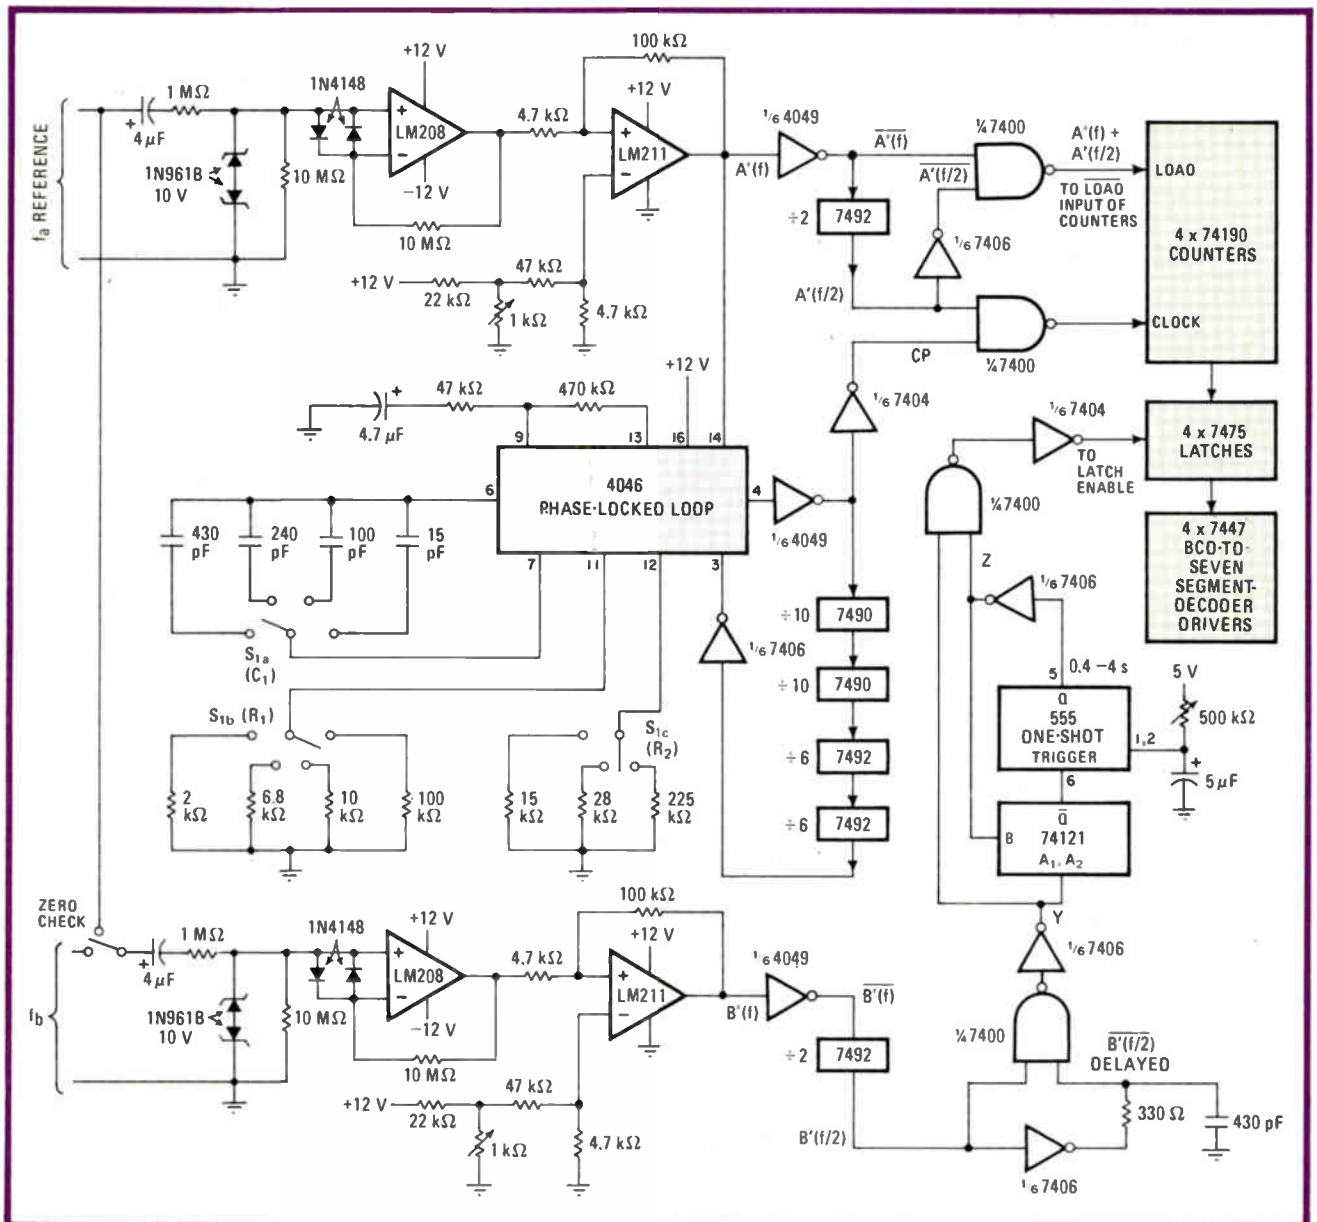 fa REFERENCE
+
4 µF
1 MΩ
1N961B
10 V
10 MΩ
1N4148
+12 V
+
LM208
−
−12 V
10 MΩ
4.7 kΩ
100 kΩ
+12 V
+
LM211
−
+12 V
22 kΩ
47 kΩ
1 kΩ
4.7 kΩ
A'(f)
1/6 4049
A'(f)
÷2
7492
A'(f/2)
A'(f/2)
1/6 7406
¼ 7400
A'(f) +
A'(f/2)
TO LOAD
INPUT OF
COUNTERS
LOAD
4 x 74190
COUNTERS
CLOCK
CP
¼ 7400
1/6 7404
4.7 µF
+
47 kΩ
470 kΩ
+12 V
9
13
16
14
4046
PHASE-LOCKED LOOP
6
4
7
11
12
3
430
pF
240
pF
100
pF
15
pF
S1a
(C1)
S1b (R1)
2
kΩ
6.8
kΩ
10
kΩ
100
kΩ
S1c
(R2)
15
kΩ
28
kΩ
225
kΩ
1/6 4049
÷10
7490
÷10
7490
÷6
7492
÷6
7492
1/6 7406
1/6 7404
TO
LATCH
ENABLE
4 x 7475
LATCHES
¼ 7400
4 x 7447
BCD-TO-
SEVEN
SEGMENT-
DECODER
DRIVERS
Z
1/6 7406
5
0.4 – 4 s
Q
555
ONE-SHOT
TRIGGER
1,2
6
5 V
500 kΩ
+
5 µF
Q
B
74121
A1, A2
Y
1/6 7406
¼ 7400
B'(f/2)
DELAYED
330 Ω
430 pF
1/6 7406
ZERO
CHECK
fb
+
4 µF
1 MΩ
1N961B
10 V
10 MΩ
1N4148
+12 V
+
LM208
−
−12 V
10 MΩ
4.7 kΩ
100 kΩ
+12 V
+
LM211
−
+12 V
22 kΩ
47 kΩ
1 kΩ
4.7 kΩ
B'(f)
1/6 4049
B'(f)
÷2
7492
B'(f/2)